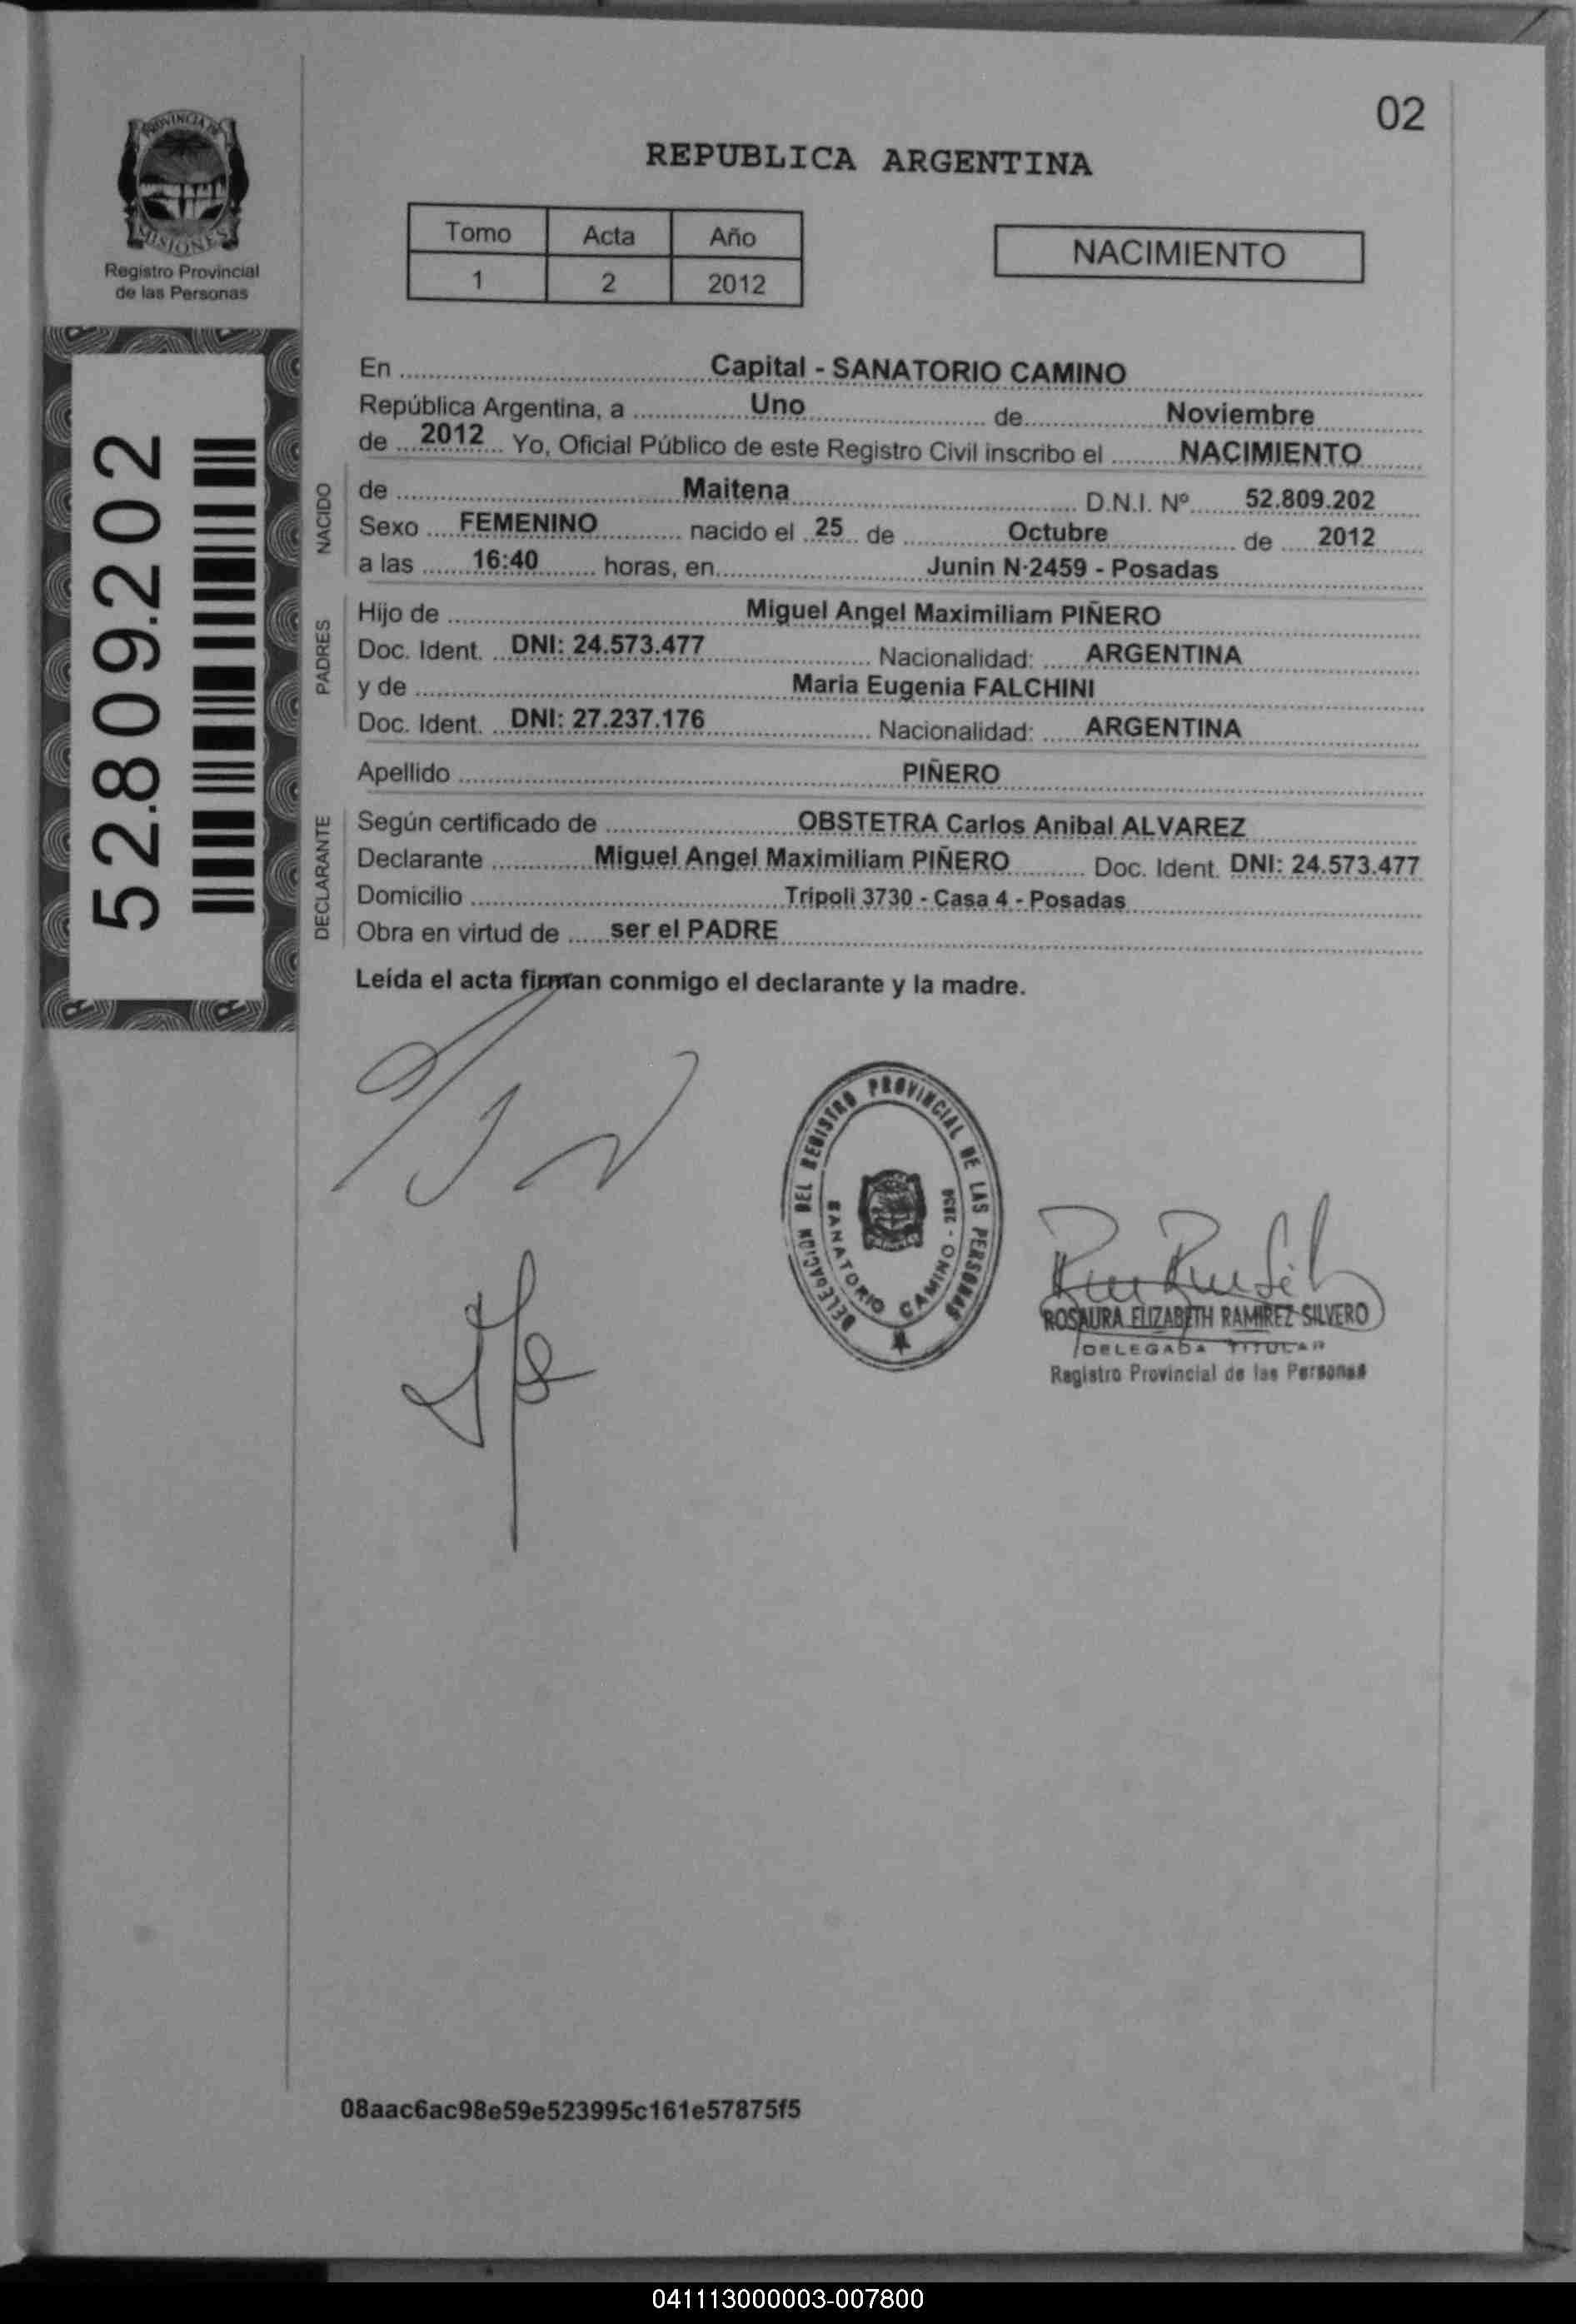 02
PROVINCIA DE
MISIONES
Registro Provincial
de las Personas
REPUBLICA ARGENTINA
Tomo Acta Año
1 2 2012
NACIMIENTO
52.809.202
En Capital - SANATORIO CAMINO
República Argentina, a Uno de Noviembre
de 2012 Yo, Oficial Público de este Registro Civil inscribo el NACIMIENTO
NACIDO
de Maitena D.N.I. Nº 52.809.202
Sexo FEMENINO nacido el 25 de Octubre de 2012
a las 16:40 horas, en Junin N·2459 - Posadas
PADRES
Hijo de Miguel Angel Maximiliam PIÑERO
Doc. Ident. DNI: 24.573.477 Nacionalidad: ARGENTINA
y de Maria Eugenia FALCHINI
Doc. Ident. DNI: 27.237.176 Nacionalidad: ARGENTINA
Apellido PIÑERO
DECLARANTE
Según certificado de OBSTETRA Carlos Anibal ALVAREZ
Declarante Miguel Angel Maximiliam PIÑERO Doc. Ident. DNI: 24.573.477
Domicilio Tripoli 3730 - Casa 4 - Posadas
Obra en virtud de ser el PADRE
Leída el acta firman conmigo el declarante y la madre.
DELEGACION DEL REGISTRO PROVINCIAL DE LAS PERSONAS
SANATORIO CAMINO -
ROSAURA ELIZABETH RAMIREZ SILVERO
DELEGADA TITULAR
Registro Provincial de las Personas
08aac6ac98e59e523995c161e57875f5
041113000003-007800